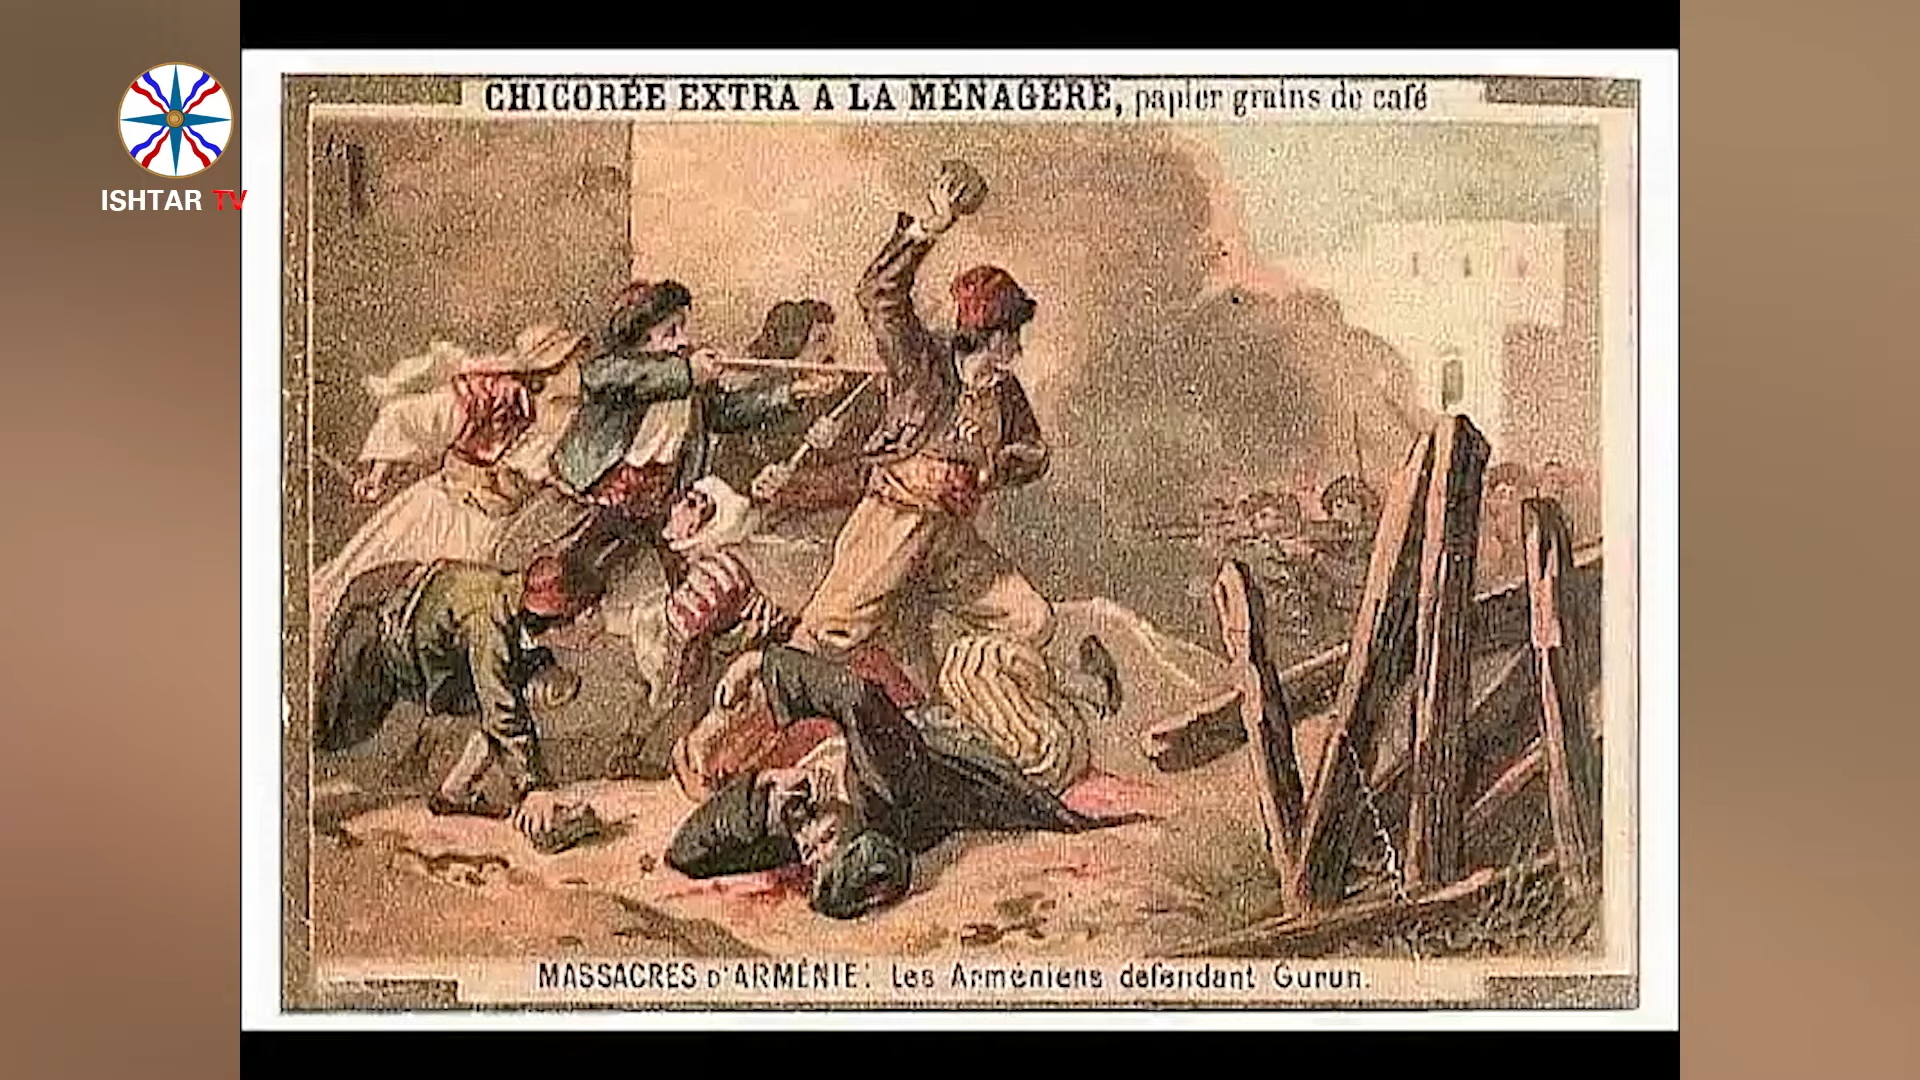 CHICORÉE EXTRA A LA MÉNAGÈRE, papier grains de café
ISHTAR TV
MASSACRES D'ARMÉNIE: Les Arméniens défendant Gurun.